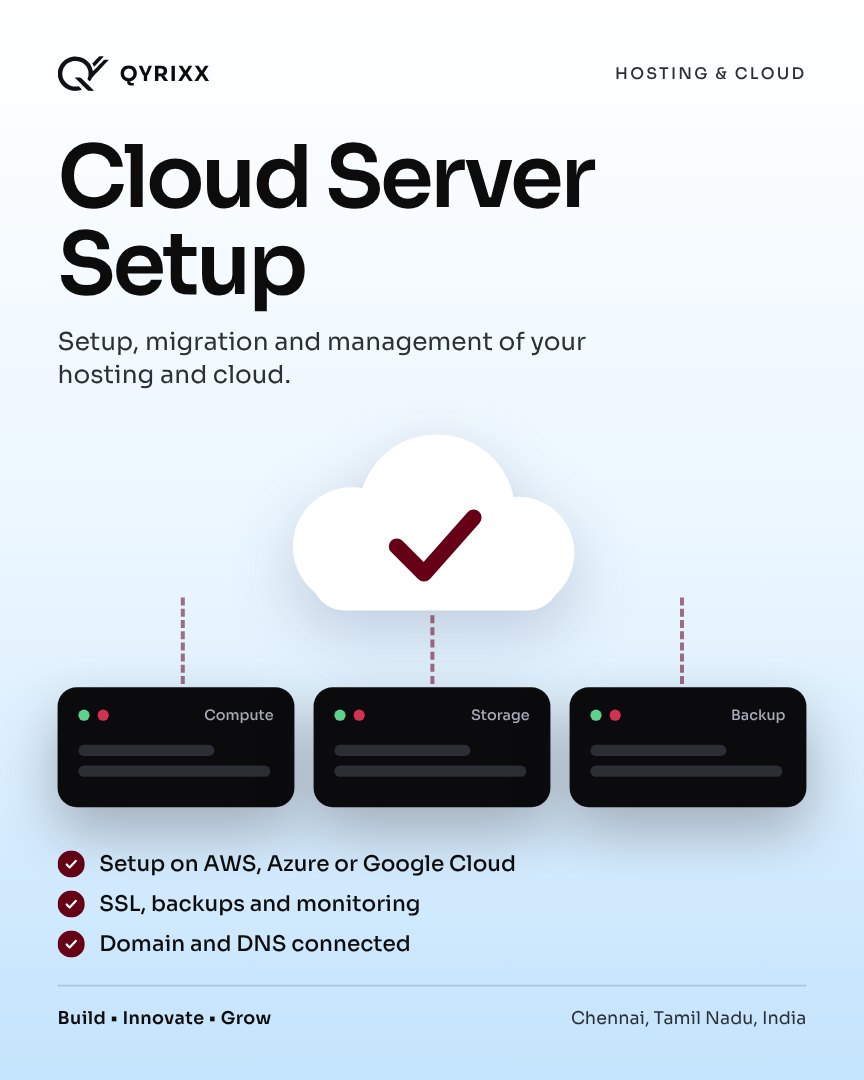 QYRIXX
HOSTING & CLOUD
Cloud Server
Setup
Setup, migration and management of your
hosting and cloud.
Compute
Storage
Backup
Setup on AWS, Azure or Google Cloud
SSL, backups and monitoring
Domain and DNS connected
Build ▪ Innovate ▪ Grow
Chennai, Tamil Nadu, India